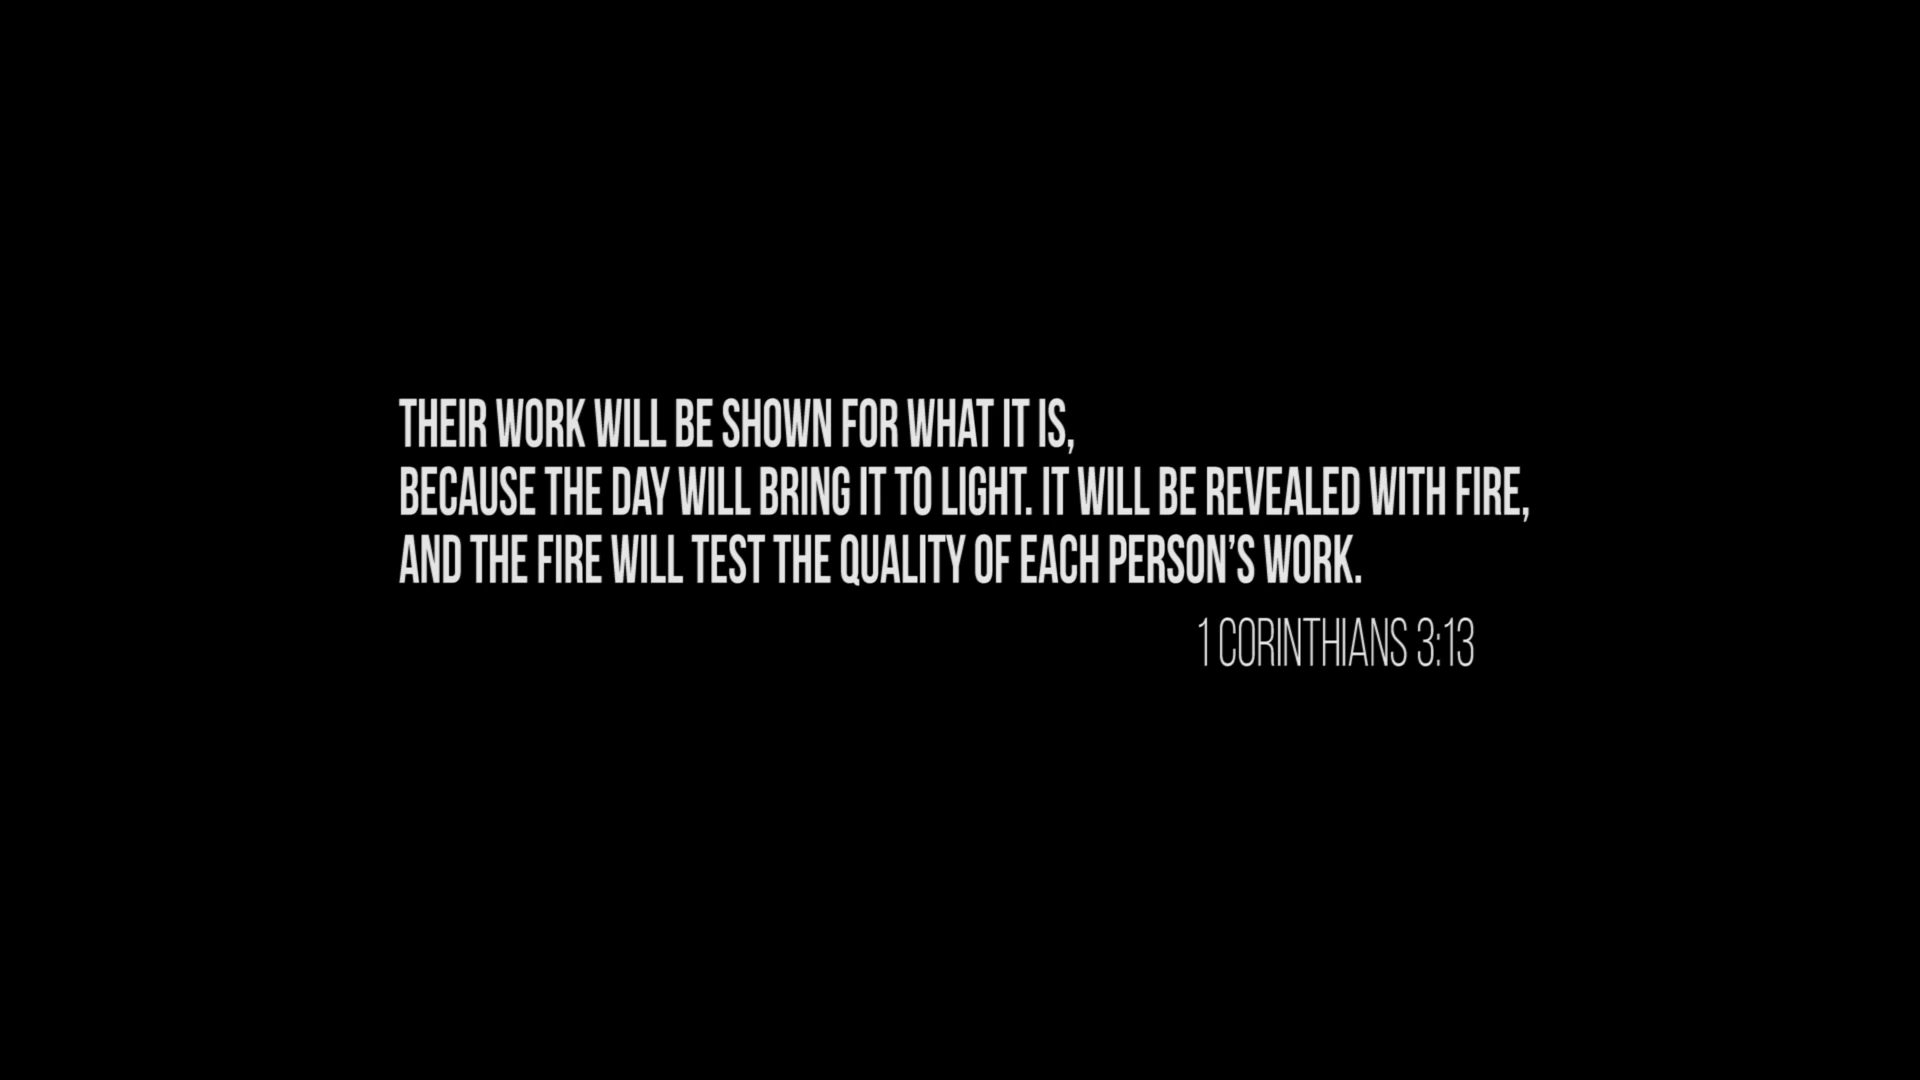 THEIR WORK WILL BE SHOWN FOR WHAT IT IS,
BECAUSE THE DAY WILL BRING IT TO LIGHT. IT WILL BE REVEALED WITH FIRE,
AND THE FIRE WILL TEST THE QUALITY OF EACH PERSON’S WORK.
1 CORINTHIANS 3:13